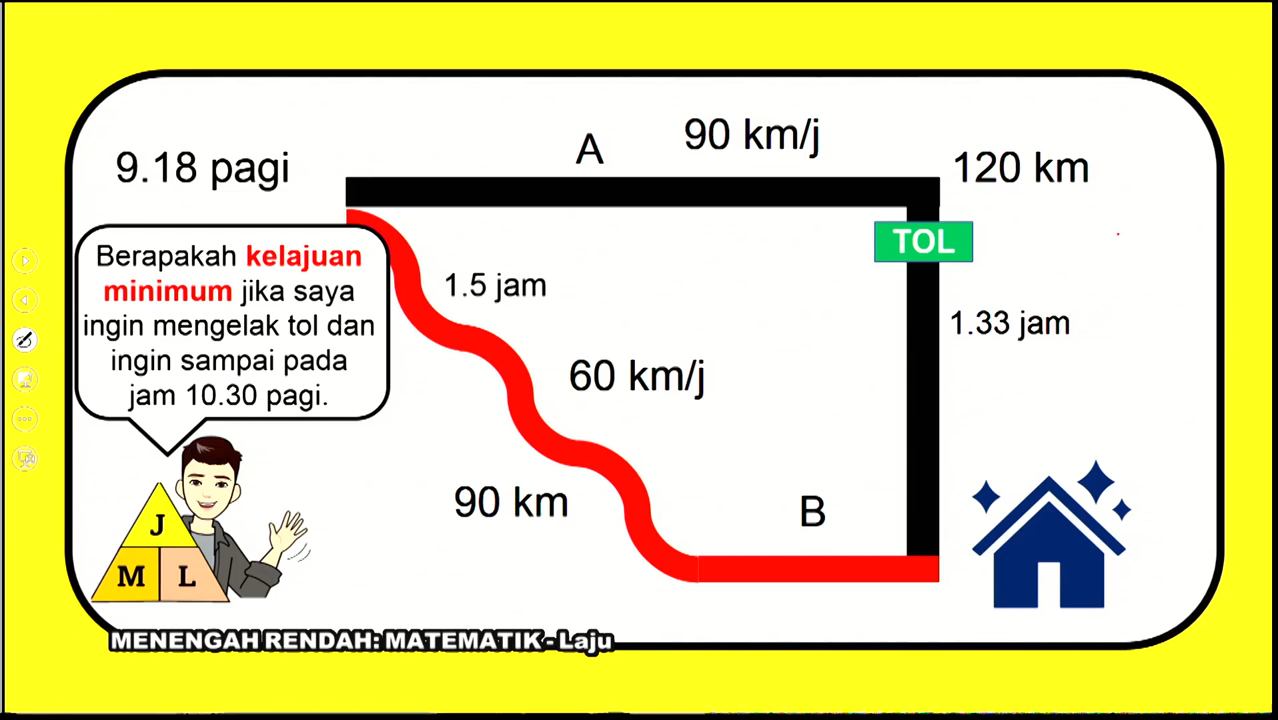 A
90 km/j
9.18 pagi
120 km
TOL
Berapakah kelajuan
minimum jika saya
ingin mengelak tol dan
ingin sampai pada
jam 10.30 pagi.
1.5 jam
1.33 jam
60 km/j
90 km
B
J
M L
MENENGAH RENDAH: MATEMATIK - Laju